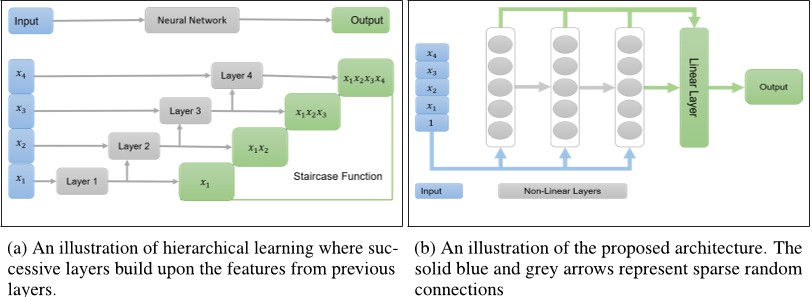 Input
Neural Network
Output
x₄
Layer 4
x₁x₂x₃x₄
x₃
Layer 3
x₁x₂x₃
x₂
Layer 2
x₁x₂
x₁
Layer 1
x₁
Staircase Function
(a) An illustration of hierarchical learning where suc-
cessive layers build upon the features from previous
layers.
x₄
x₃
x₂
x₁
1
Linear Layer
Output
Input
Non-Linear Layers
(b) An illustration of the proposed architecture. The
solid blue and grey arrows represent sparse random
connections